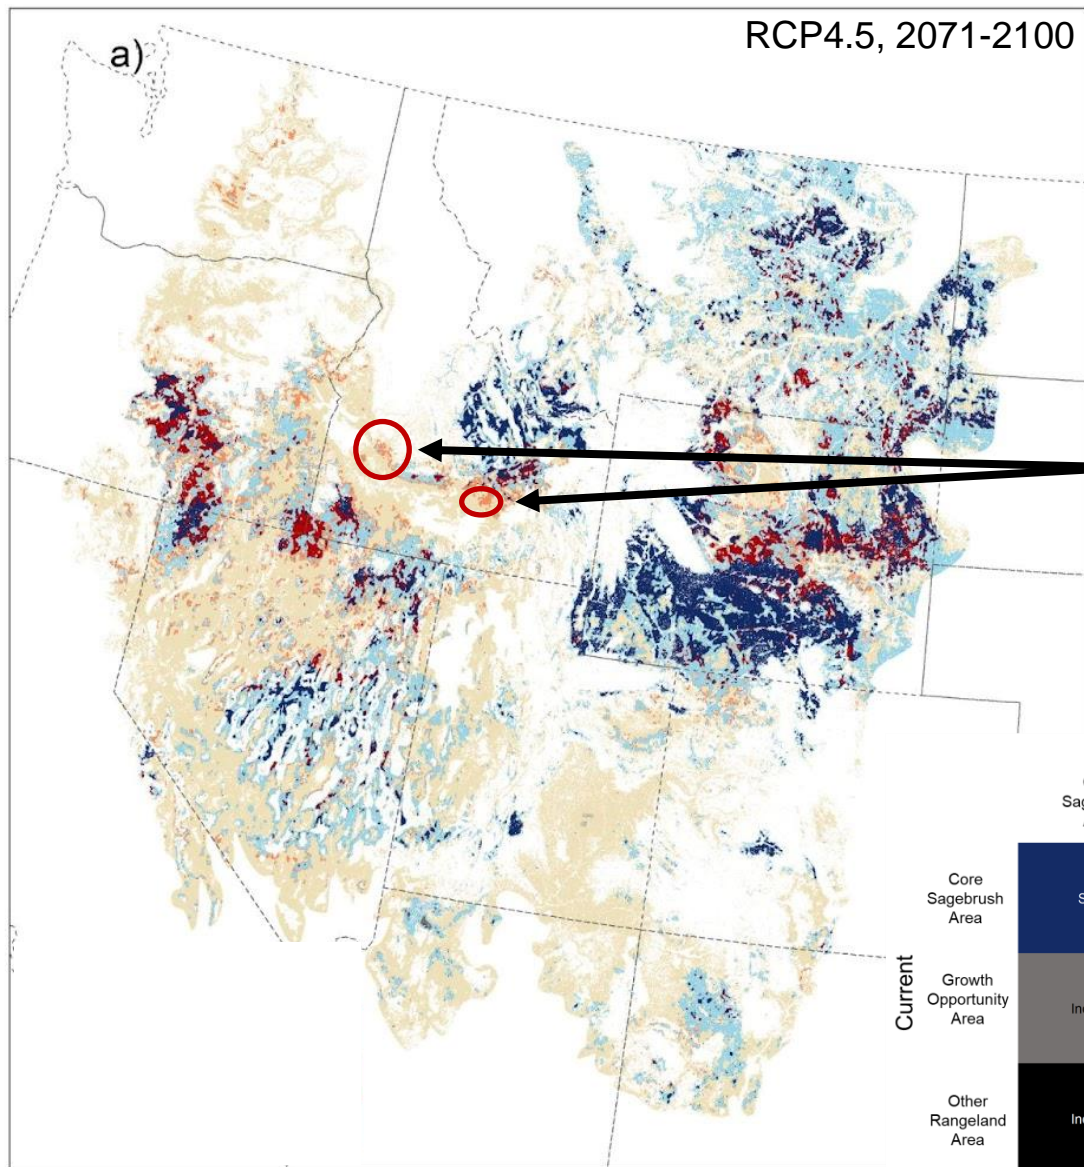 RCP4.5, 2071-2100
a)
Core
Sagebrush
Area
Growth
Opportunity
Area
Other
Rangeland
Area
Current